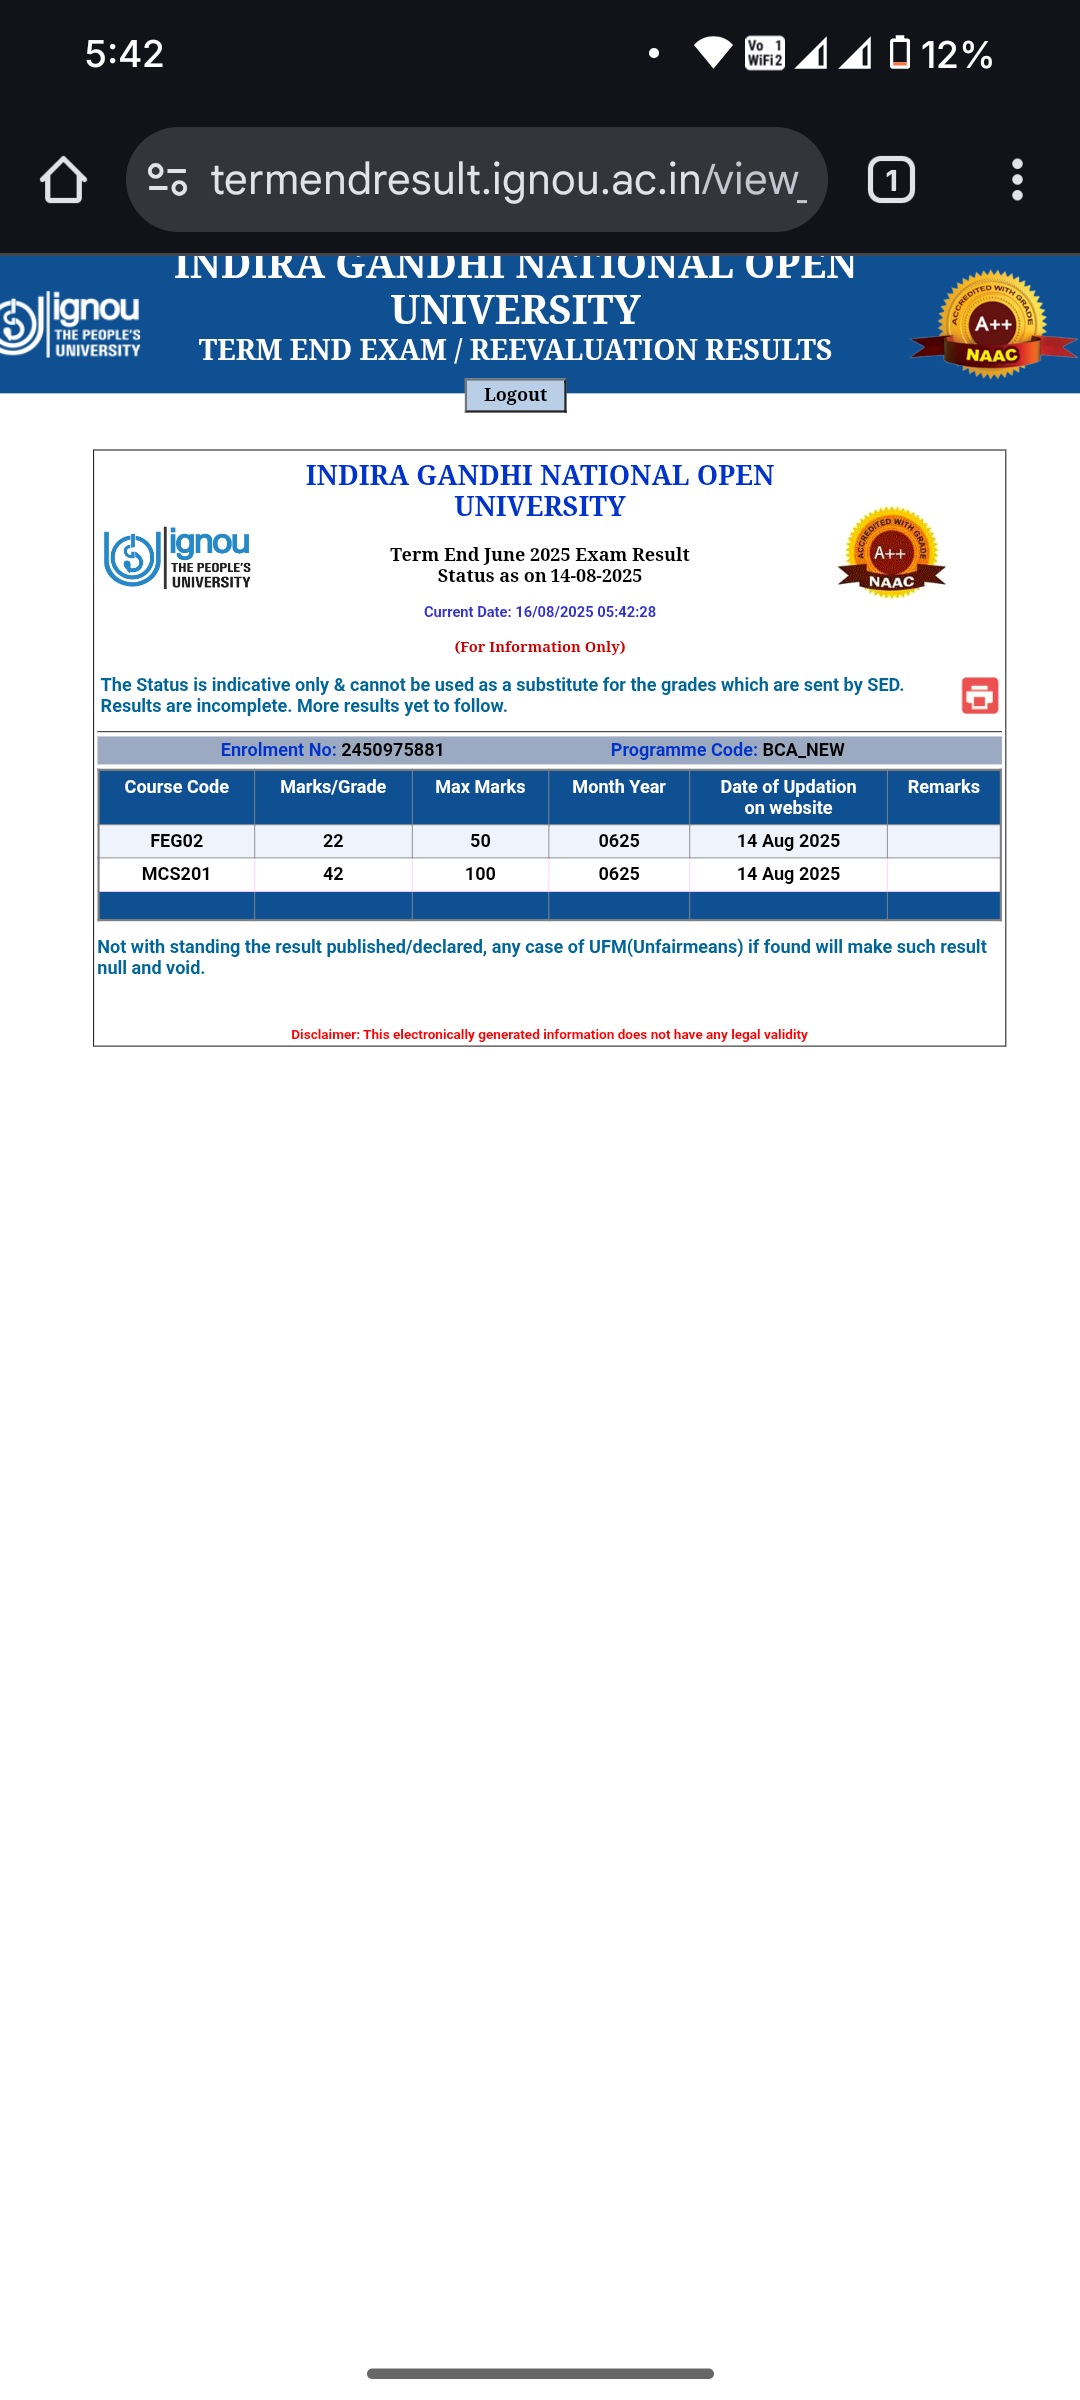 5:42
Vo 1
WiFi 2
12%
termendresult.ignou.ac.in/view_
1
INDIRA GANDHI NATIONAL OPEN
UNIVERSITY
TERM END EXAM / REEVALUATION RESULTS
ignou
THE PEOPLE'S
UNIVERSITY
ACCREDITED WITH GRADE
A++
NAAC
Logout
INDIRA GANDHI NATIONAL OPEN
UNIVERSITY
ignou
THE PEOPLE'S
UNIVERSITY
Term End June 2025 Exam Result
Status as on 14-08-2025
ACCREDITED WITH GRADE
A++
NAAC
Current Date: 16/08/2025 05:42:28
(For Information Only)
The Status is indicative only & cannot be used as a substitute for the grades which are sent by SED.
Results are incomplete. More results yet to follow.
Enrolment No: 2450975881 Programme Code: BCA_NEW
Course Code Marks/Grade Max Marks Month Year Date of Updation on website Remarks
FEG02 22 50 0625 14 Aug 2025
MCS201 42 100 0625 14 Aug 2025
Not with standing the result published/declared, any case of UFM(Unfairmeans) if found will make such result
null and void.
Disclaimer: This electronically generated information does not have any legal validity